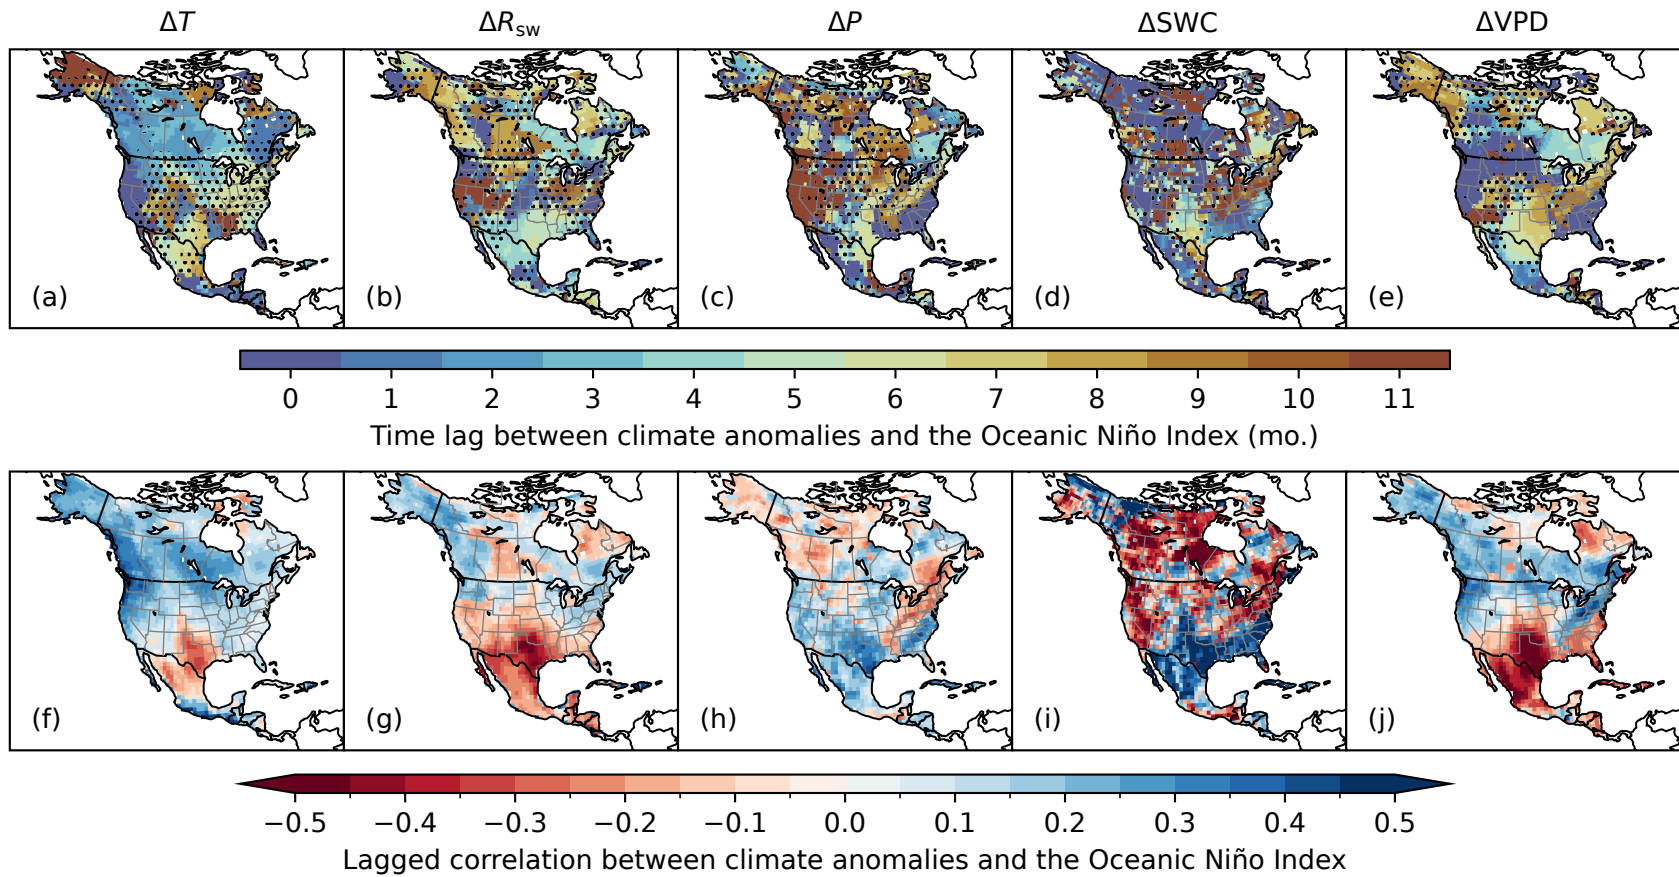 ΔT ΔR_sw ΔP ΔSWC ΔVPD
(a) (b) (c) (d) (e)
0 1 2 3 4 5 6 7 8 9 10 11
Time lag between climate anomalies and the Oceanic Niño Index (mo.)
(f) (g) (h) (i) (j)
−0.5 −0.4 −0.3 −0.2 −0.1 0.0 0.1 0.2 0.3 0.4 0.5
Lagged correlation between climate anomalies and the Oceanic Niño Index